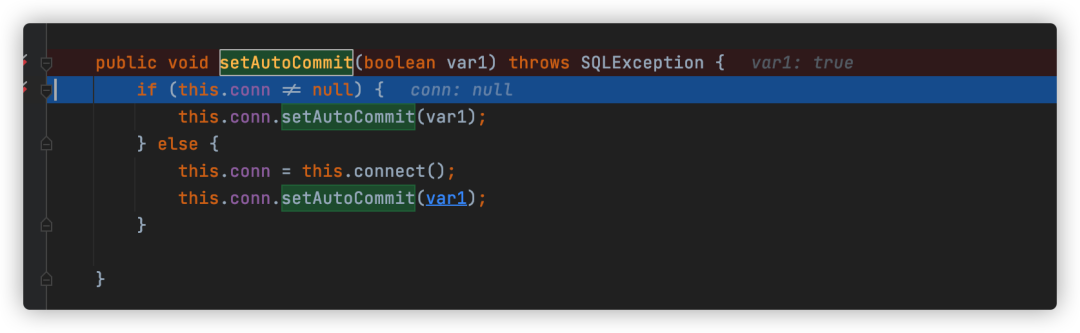 public void setAutoCommit(boolean var1) throws SQLException {   var1: true
if (this.conn ≠ null) {   conn: null
this.conn.setAutoCommit(var1);
} else {
this.conn = this.connect();
this.conn.setAutoCommit(var1);
}
}